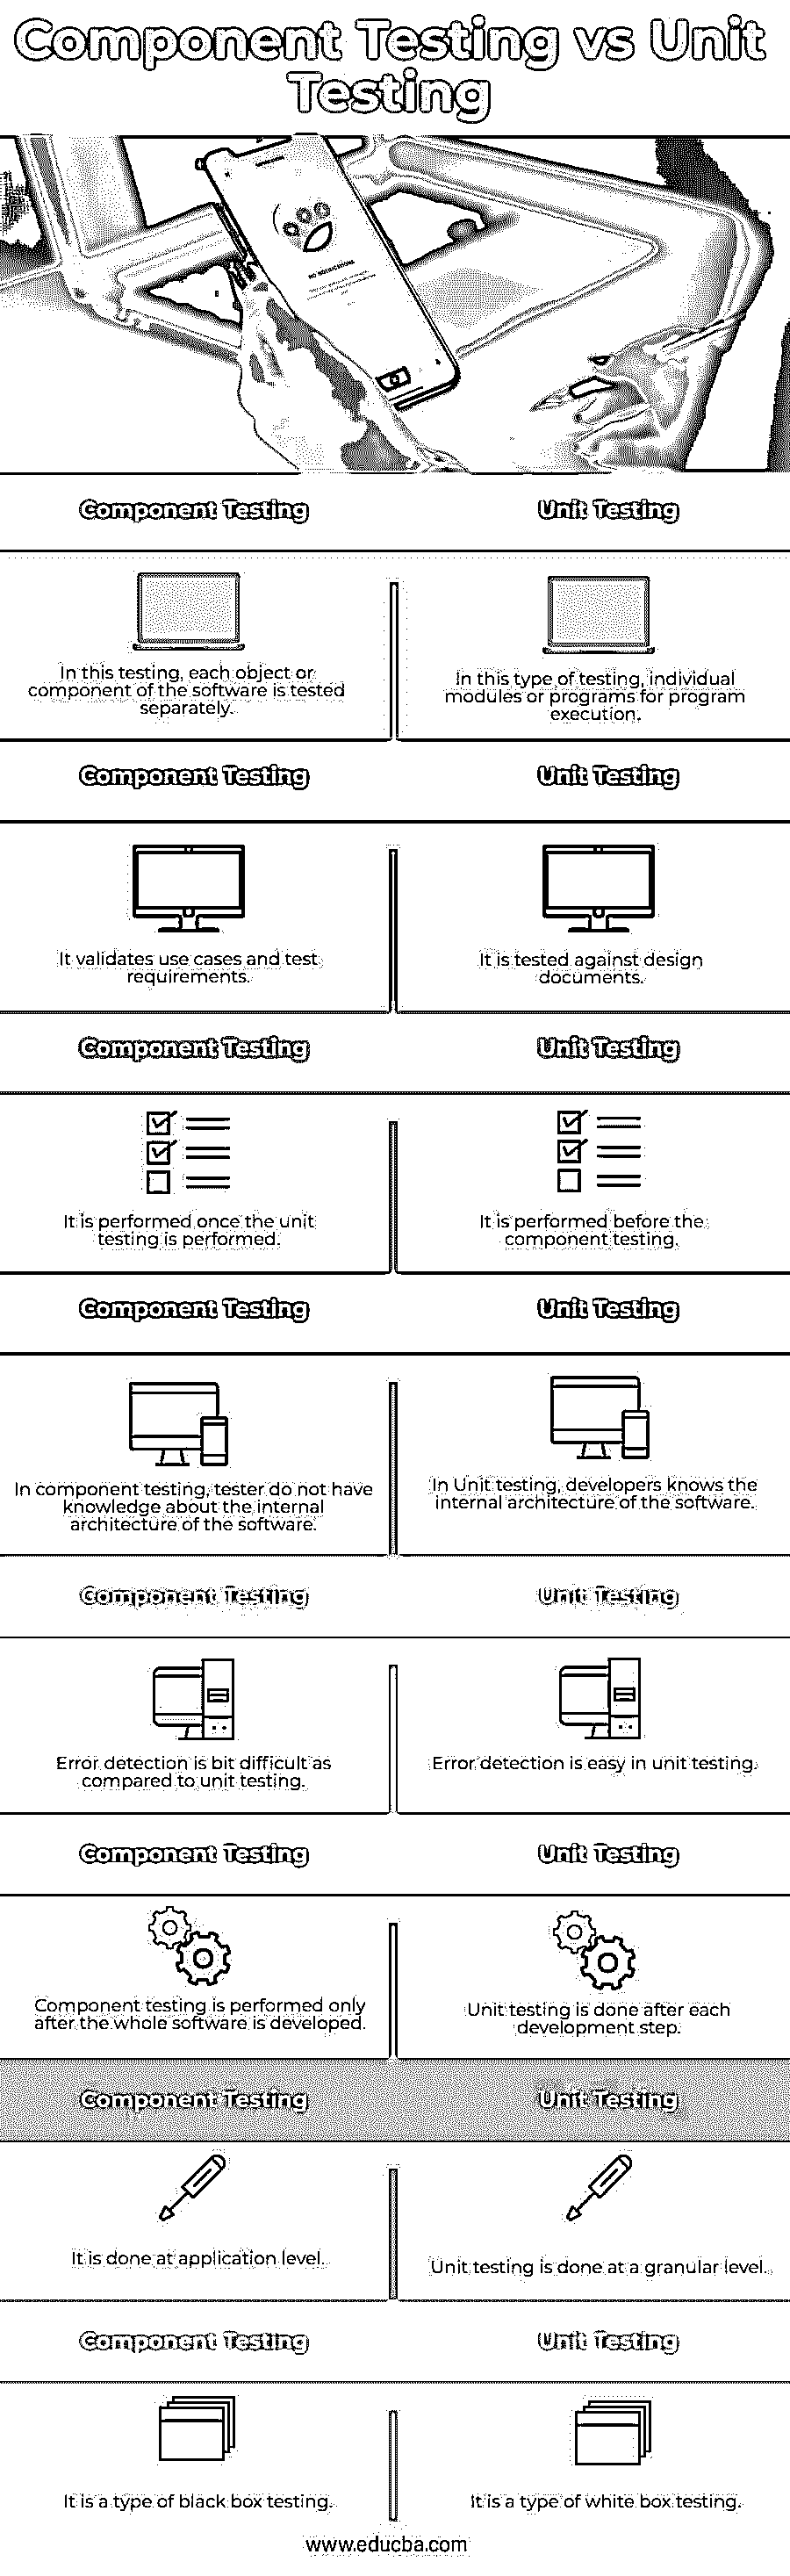 Component Testing vs Unit
Testing
Component Testing
Unit Testing
In this testing, each object or
component of the software is tested
separately.
In this type of testing, individual
modules or programs for program
execution.
Component Testing
Unit Testing
It validates use cases and test
requirements.
It is tested against design
documents.
Component Testing
Unit Testing
It is performed once the unit
testing is performed.
It is performed before the
component testing.
Component Testing
Unit Testing
In component testing, tester do not have
knowledge about the internal
architecture of the software.
In Unit testing, developers knows the
internal architecture of the software.
Component Testing
Unit Testing
Error detection is bit difficult as
compared to unit testing.
Error detection is easy in unit testing.
Component Testing
Unit Testing
Component testing is performed only
after the whole software is developed.
Unit testing is done after each
development step.
Component Testing
Unit Testing
It is done at application level.
Unit testing is done at a granular level.
Component Testing
Unit Testing
It is a type of black box testing.
It is a type of white box testing.
www.educba.com